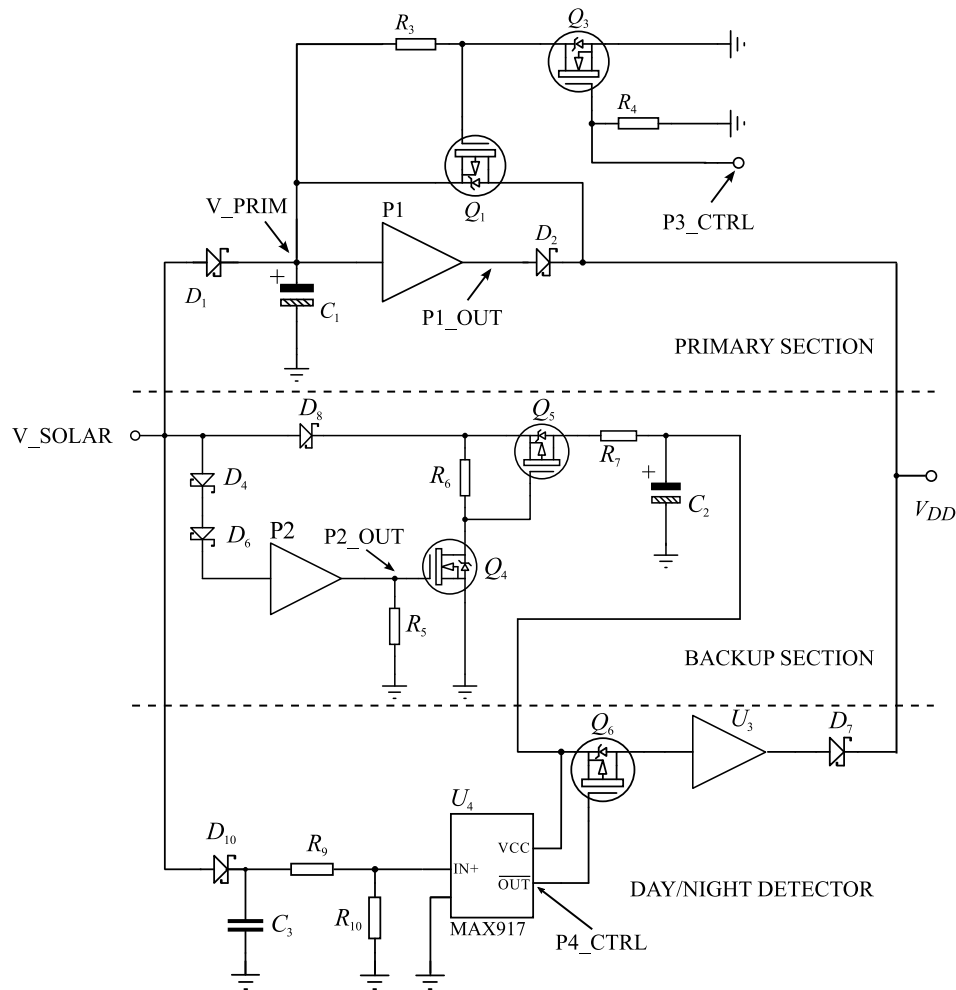 R3
Q3
R4
P3_CTRL
Q1
V_PRIM
P1
D2
D1
+
C1
P1_OUT
PRIMARY SECTION
V_SOLAR
D8
Q5
R7
R6
+
C2
D4
D6
P2
P2_OUT
Q4
R5
VDD
BACKUP SECTION
Q6
U3
D7
U4
D10
R9
VCC
IN+
OUT
R10
C3
MAX917
P4_CTRL
DAY/NIGHT DETECTOR